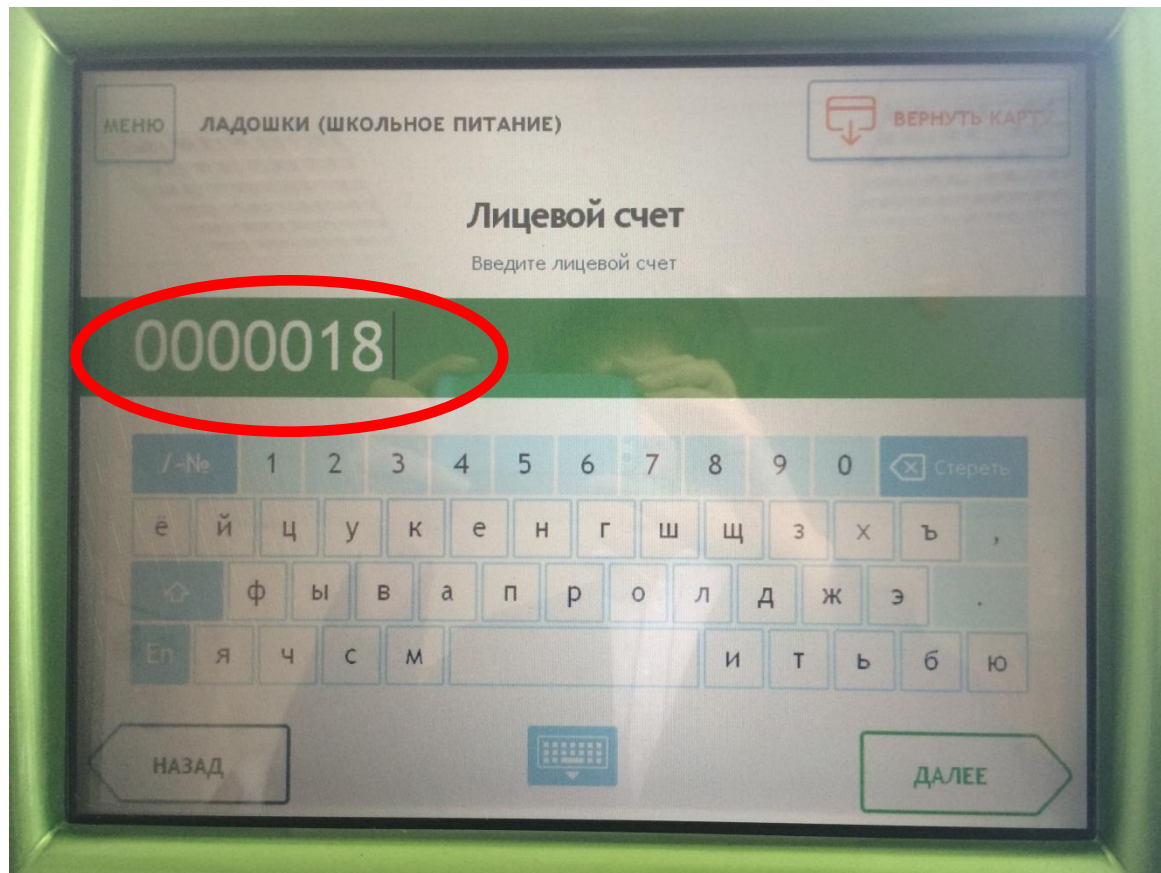 МЕНЮ ЛАДОШКИ (ШКОЛЬНОЕ ПИТАНИЕ) ВЕРНУТЬ КАРТУ
Лицевой счет
Введите лицевой счет
0000018
/-№ 1 2 3 4 5 6 7 8 9 0 Стереть
ё й ц у к е н г ш щ з х ъ ,
ф ы в а п р о л д ж э .
En я ч с м и т ь б ю
НАЗАД ДАЛЕЕ